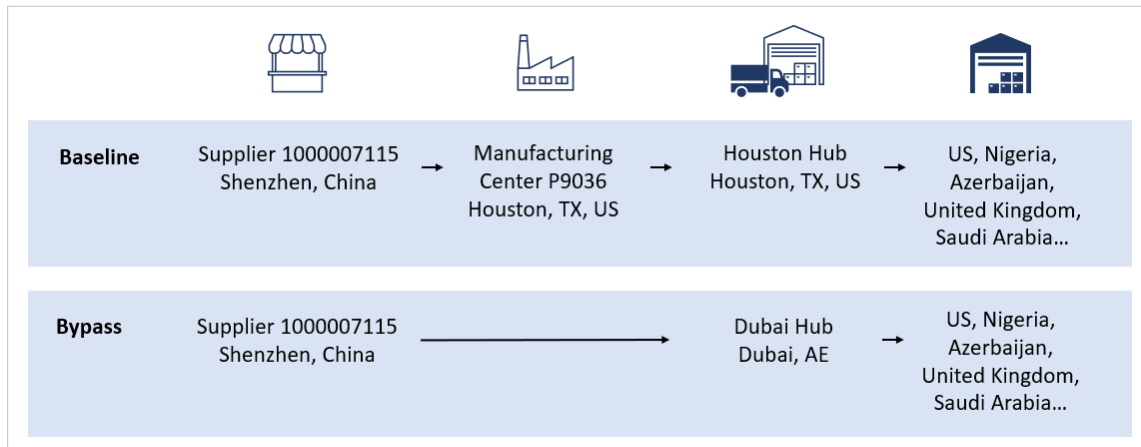 Baseline
Supplier 1000007115
Shenzhen, China
Manufacturing
Center P9036
Houston, TX, US
Houston Hub
Houston, TX, US
US, Nigeria,
Azerbaijan,
United Kingdom,
Saudi Arabia...
Bypass
Supplier 1000007115
Shenzhen, China
Dubai Hub
Dubai, AE
US, Nigeria,
Azerbaijan,
United Kingdom,
Saudi Arabia...